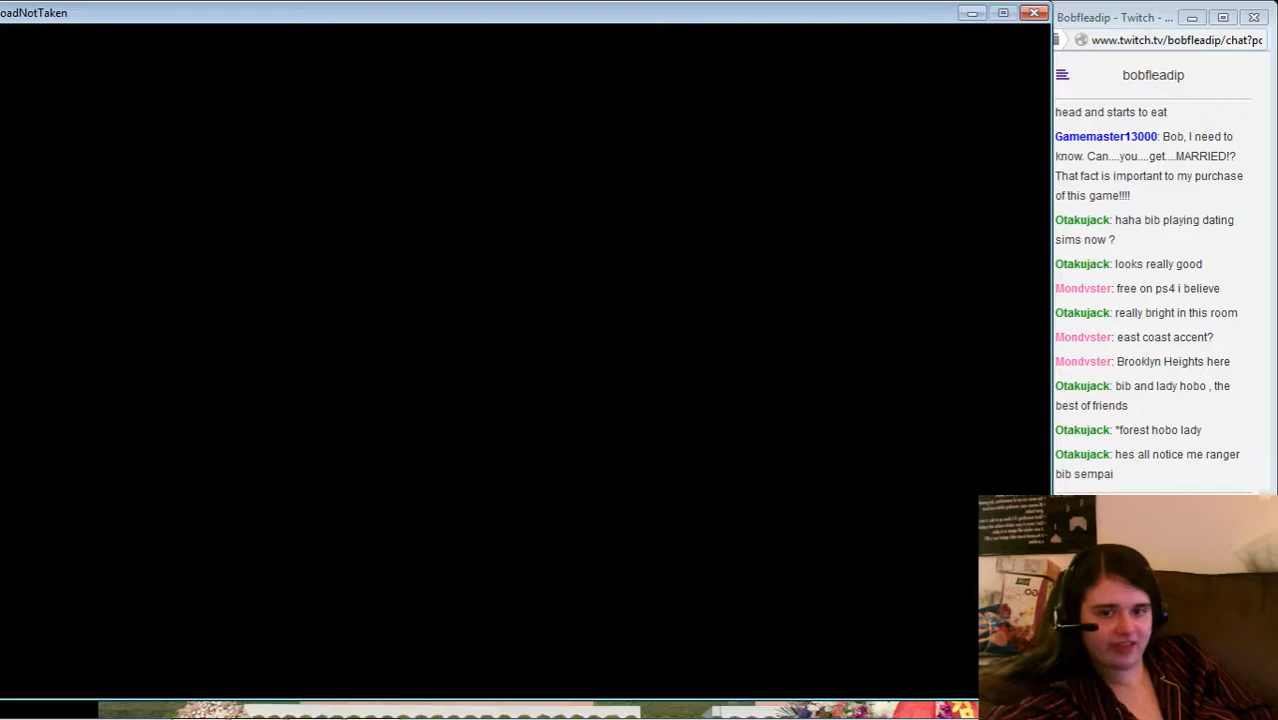 oadNotTaken
Bobfleadip - Twitch - ...
www.twitch.tv/bobfleadip/chat?pc
bobfleadip
head and starts to eat
Gamemaster13000: Bob, I need to
know. Can....you....get....MARRIED!?
That fact is important to my purchase
of this game!!!!
Otakujack: haha bib playing dating
sims now ?
Otakujack: looks really good
Mondvster: free on ps4 i believe
Otakujack: really bright in this room
Mondvster: east coast accent?
Mondvster: Brooklyn Heights here
Otakujack: bib and lady hobo , the
best of friends
Otakujack: *forest hobo lady
Otakujack: hes all notice me ranger
bib sempai